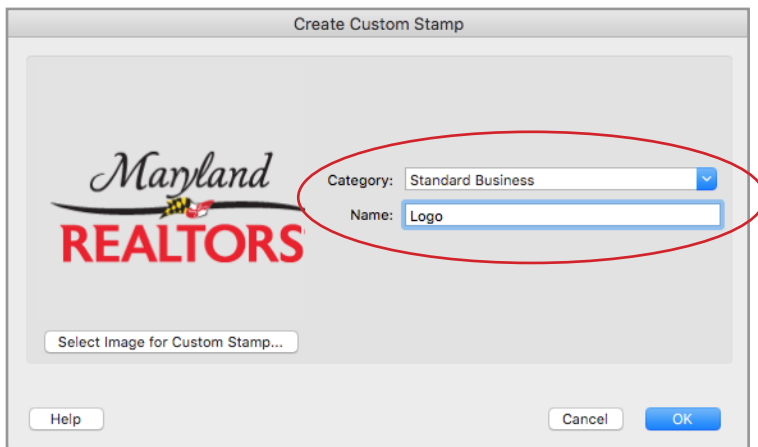 Create Custom Stamp
Maryland
REALTORS
Category: Standard Business
Name: Logo
Select Image for Custom Stamp...
Help Cancel OK